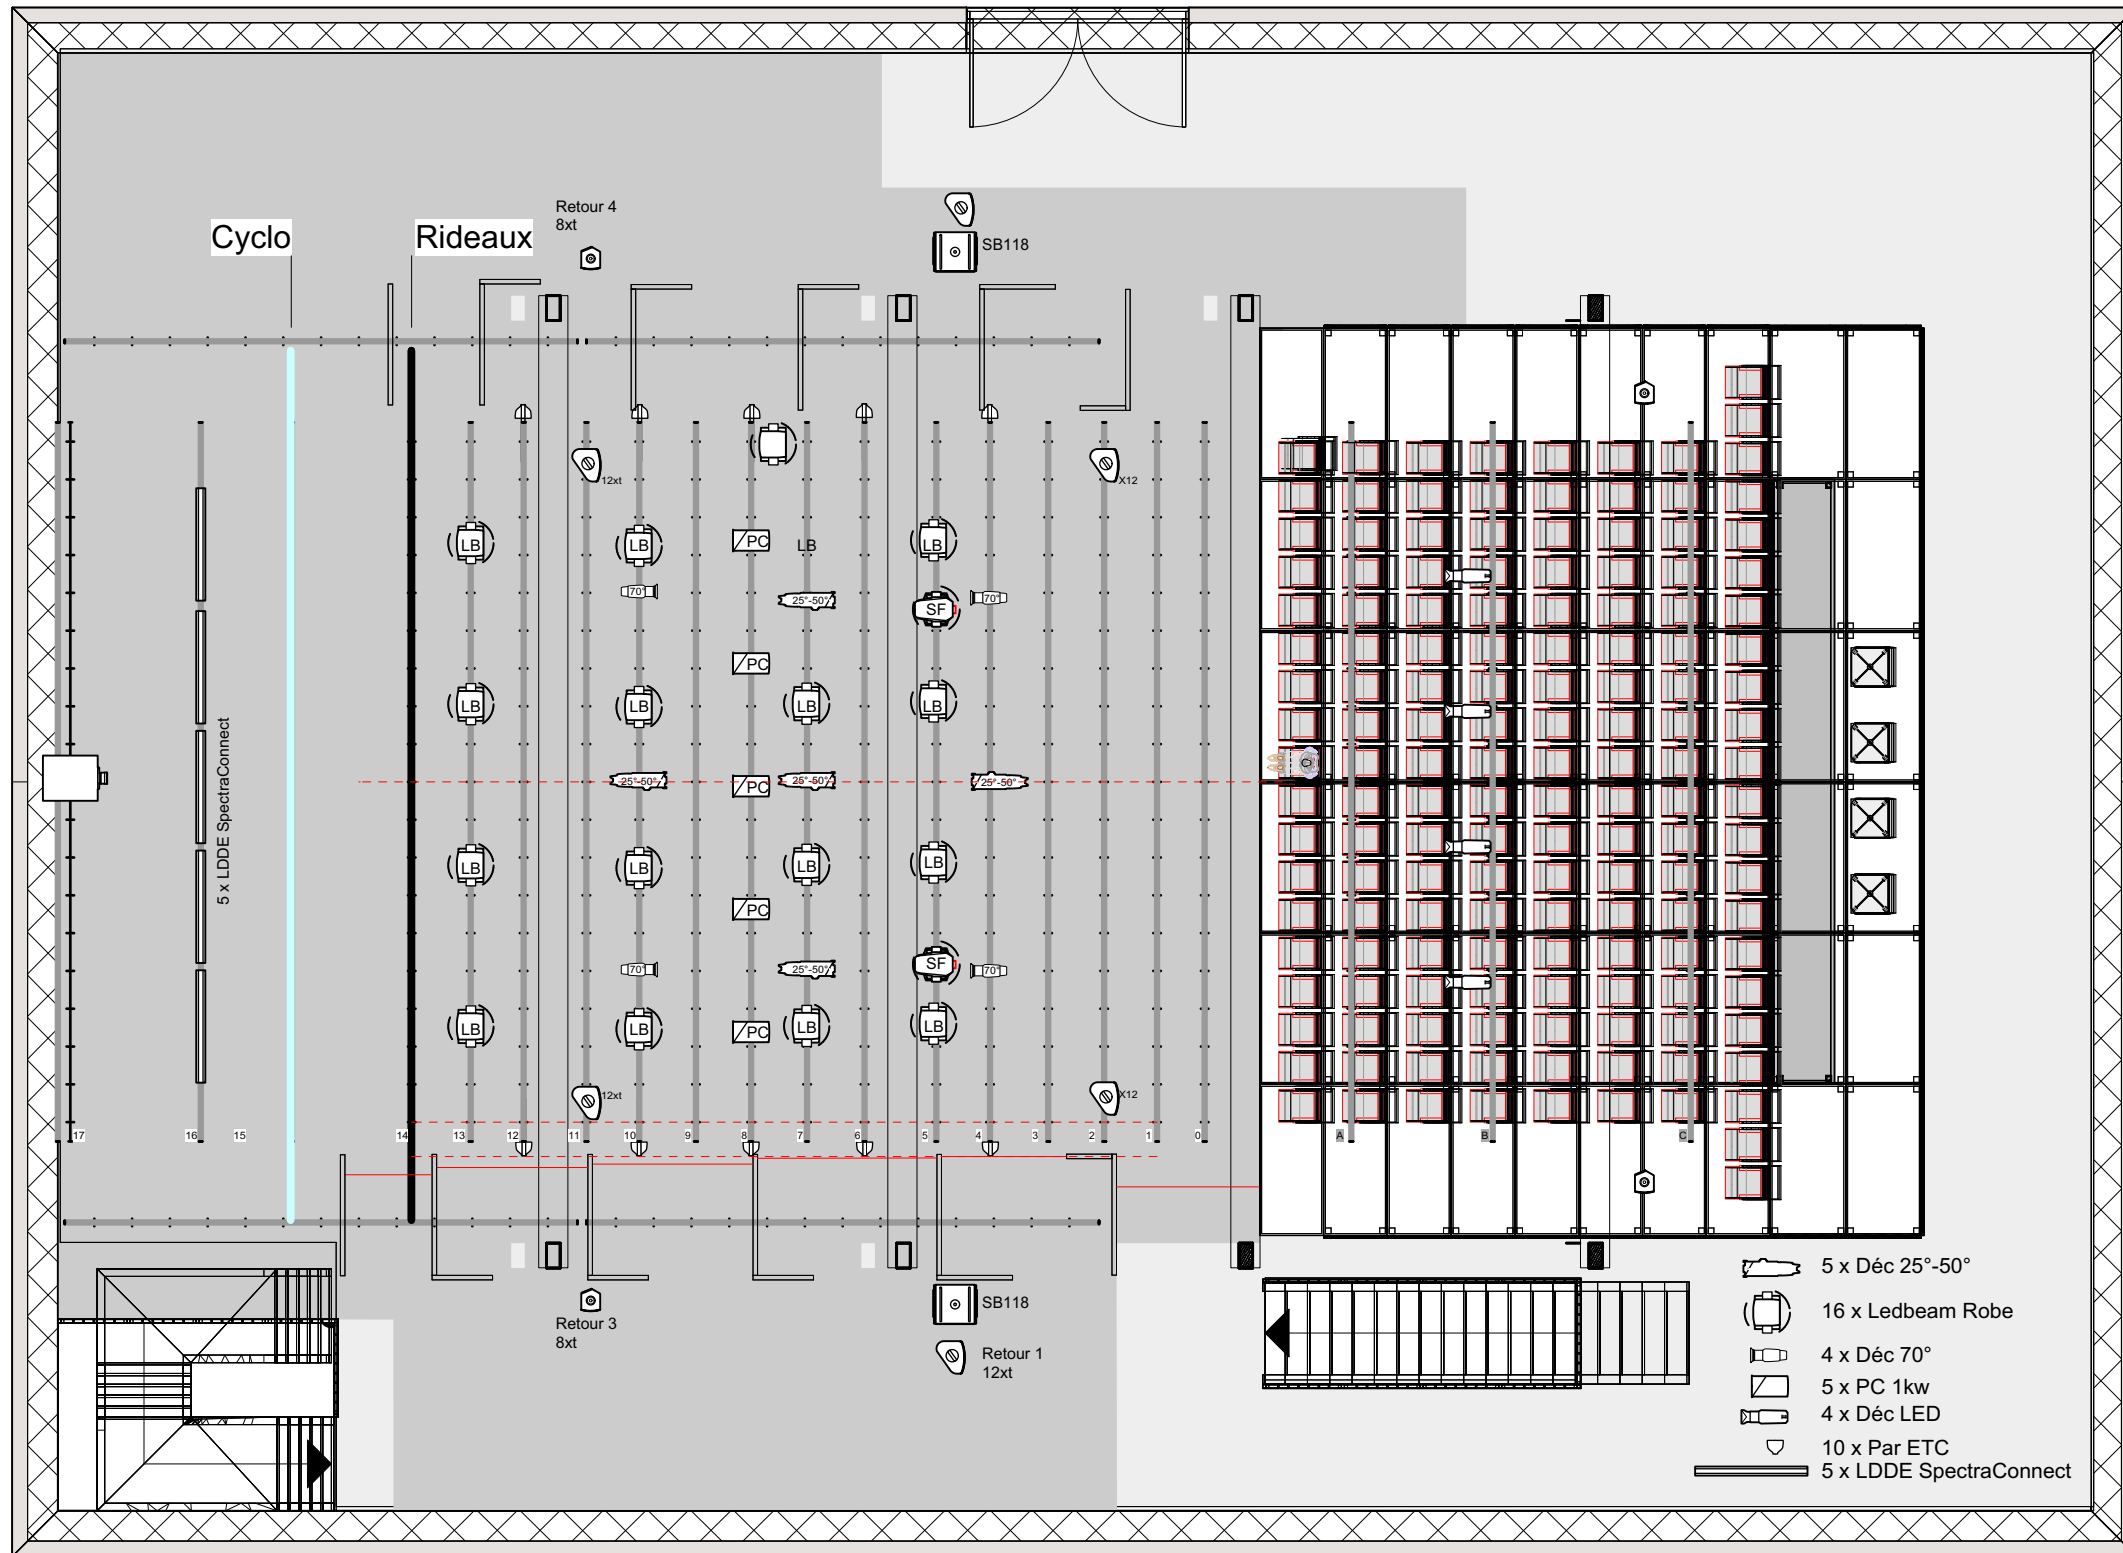 Retour 4
8xt
Cyclo
Rideaux
SB118
12xt
X12
LB
LB
PC
LB
LB
70°
25°-50°
SF
70°
PC
LB
LB
LB
LB
5 x LDDE SpectraConnect
25°-50°
PC
25°-50°
25°-50°
LB
LB
LB
LB
PC
70°
25°-50°
SF
70°
LB
LB
PC
LB
LB
12xt
X12
17
16
15
14
13
12
11
10
9
8
7
6
5
4
3
2
1
0
A
B
C
5 x Déc 25°-50°
SB118
16 x Ledbeam Robe
Retour 3
8xt
Retour 1
12xt
4 x Déc 70°
5 x PC 1kw
4 x Déc LED
10 x Par ETC
5 x LDDE SpectraConnect